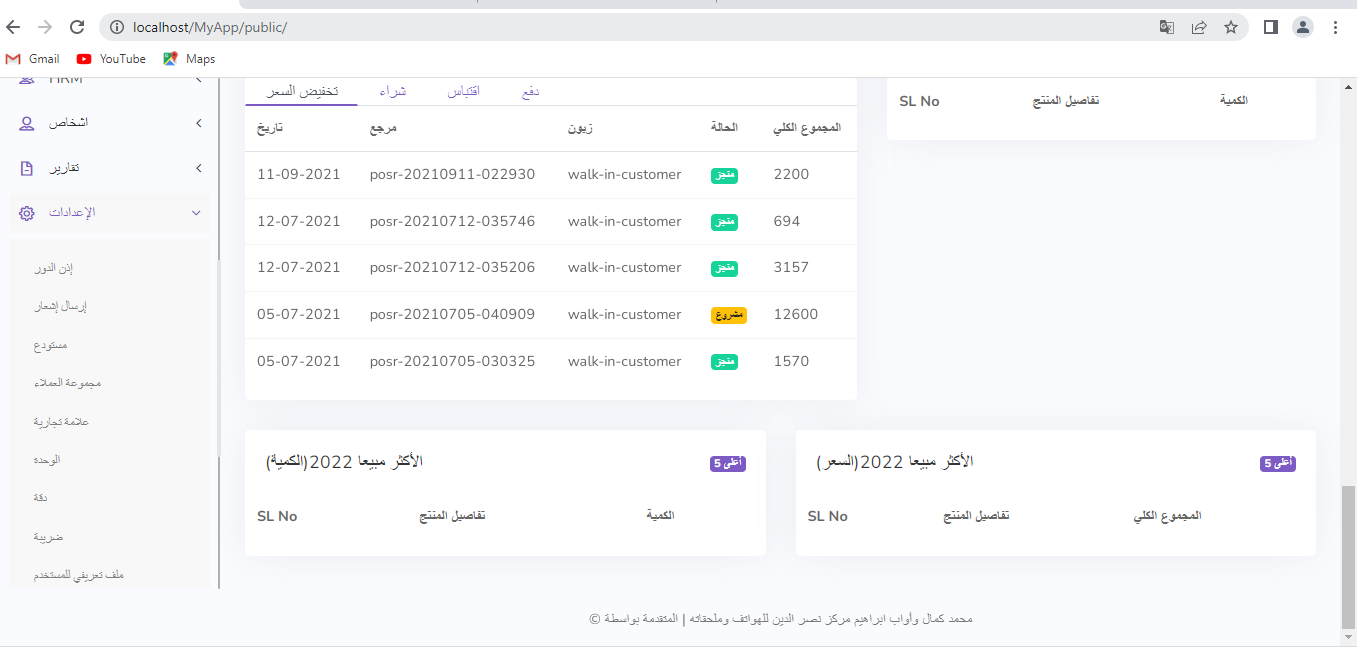 localhost/MyApp/public/
Gmail YouTube Maps
HRM
اشخاص
تقارير
الإعدادات
إذن الدور
إرسال إشعار
مستودع
مجموعة العملاء
علامة تجارية
الوحدة
دقة
ضريبة
ملف تعريفي للمستخدم
تخفيض السعر شراء اقتباس دفع
تاريخ مرجع زبون الحالة المجموع الكلي
11-09-2021 posr-20210911-022930 walk-in-customer منجز 2200
12-07-2021 posr-20210712-035746 walk-in-customer منجز 694
12-07-2021 posr-20210712-035206 walk-in-customer منجز 3157
05-07-2021 posr-20210705-040909 walk-in-customer مشروع 12600
05-07-2021 posr-20210705-030325 walk-in-customer منجز 1570
SL No تفاصيل المنتج الكمية
الأكثر مبيعا 2022(الكمية) أعلى 5
SL No تفاصيل المنتج الكمية
الأكثر مبيعا 2022(السعر) أعلى 5
SL No تفاصيل المنتج المجموع الكلي
محمد كمال وأواب ابراهيم مركز نصر الدين للهواتف وملحقاته | المتقدمة بواسطة ©